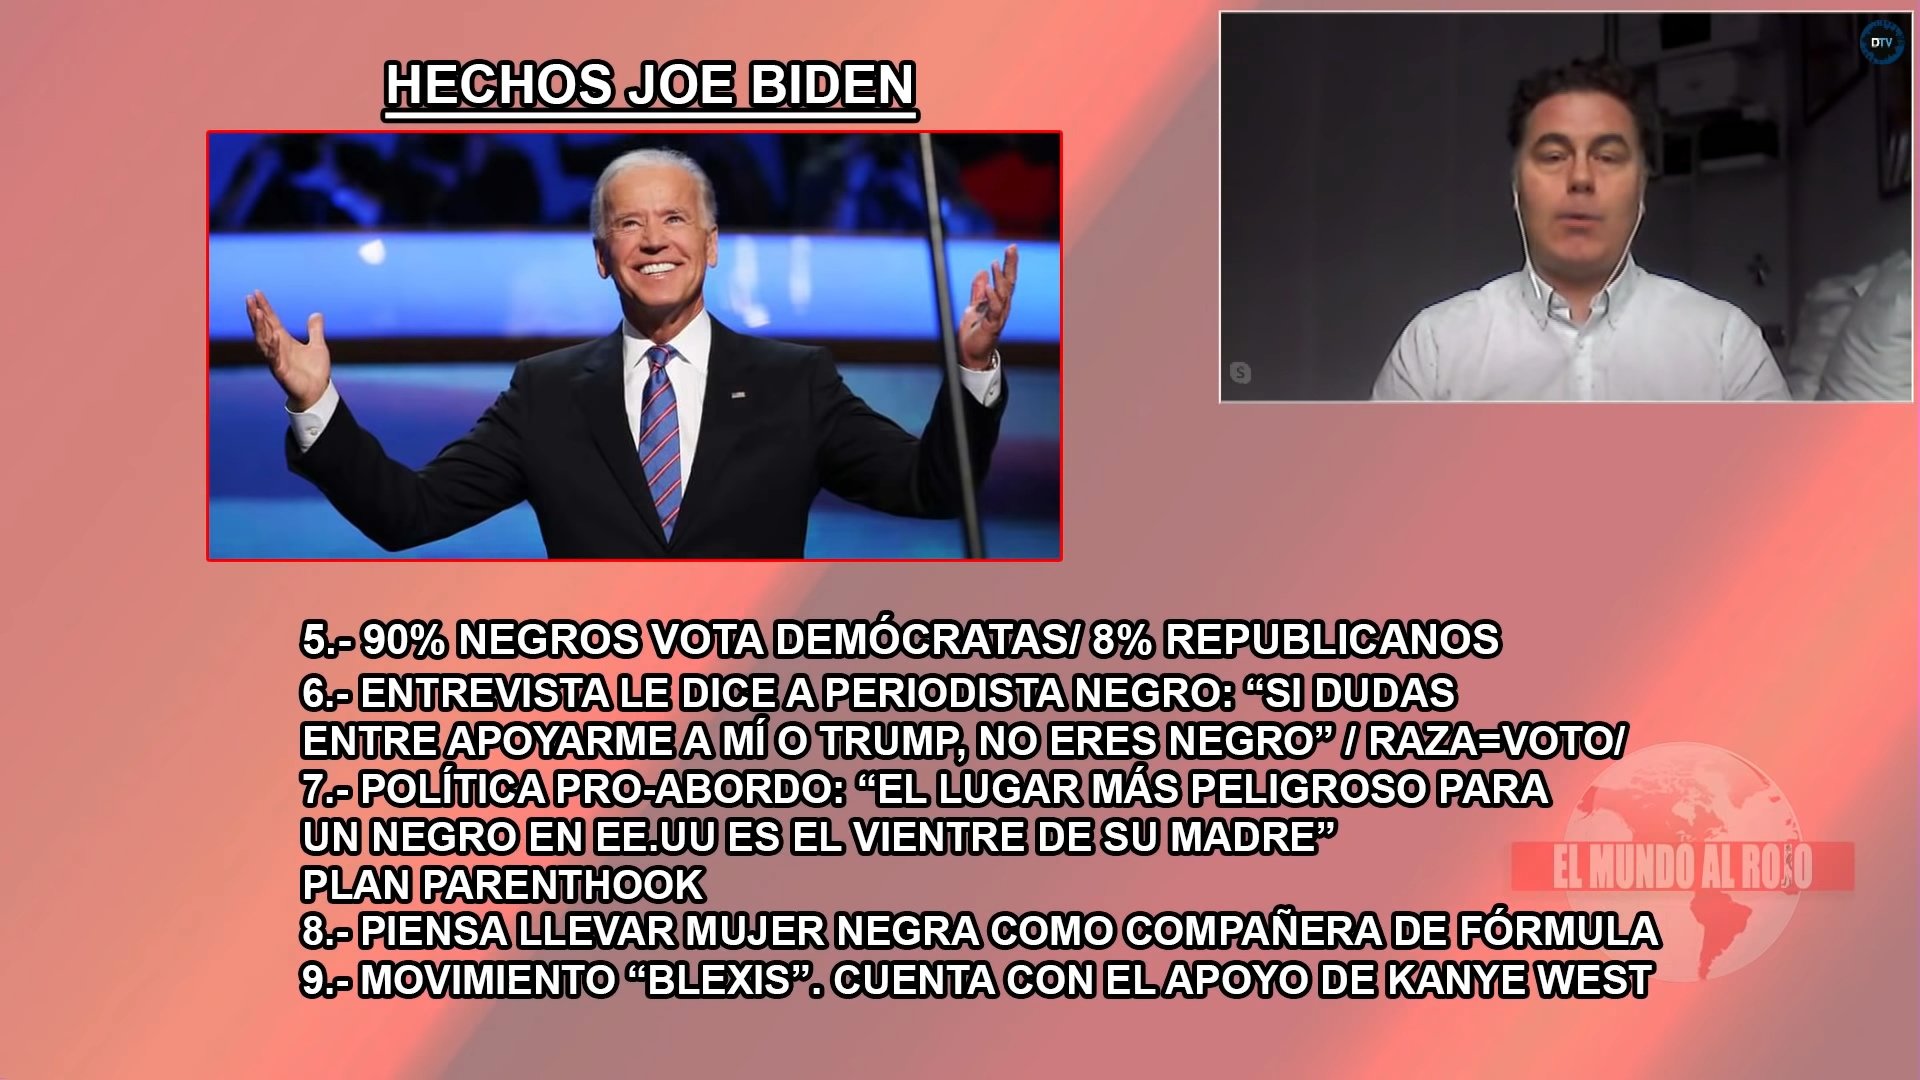 HECHOS JOE BIDEN
DTV
S
5.- 90% NEGROS VOTA DEMÓCRATAS/ 8% REPUBLICANOS
6.- ENTREVISTA LE DICE A PERIODISTA NEGRO: “SI DUDAS
ENTRE APOYARME A MÍ O TRUMP, NO ERES NEGRO” / RAZA=VOTO/
7.- POLÍTICA PRO-ABORDO: “EL LUGAR MÁS PELIGROSO PARA
UN NEGRO EN EE.UU ES EL VIENTRE DE SU MADRE”
PLAN PARENTHOOK
8.- PIENSA LLEVAR MUJER NEGRA COMO COMPAÑERA DE FÓRMULA
9.- MOVIMIENTO “BLEXIS”. CUENTA CON EL APOYO DE KANYE WEST
EL MUNDO AL ROJO